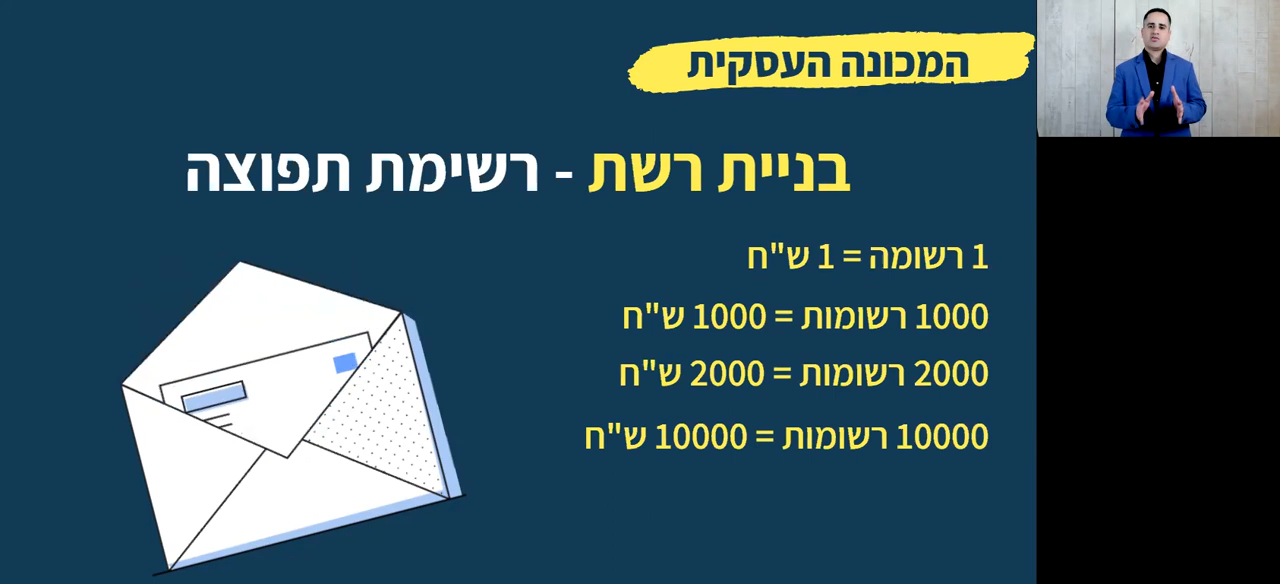 המכונה העסקית
בניית רשת - רשימת תפוצה
1 רשומה = 1 ש"ח
1000 רשומות = 1000 ש"ח
2000 רשומות = 2000 ש"ח
10000 רשומות = 10000 ש"ח